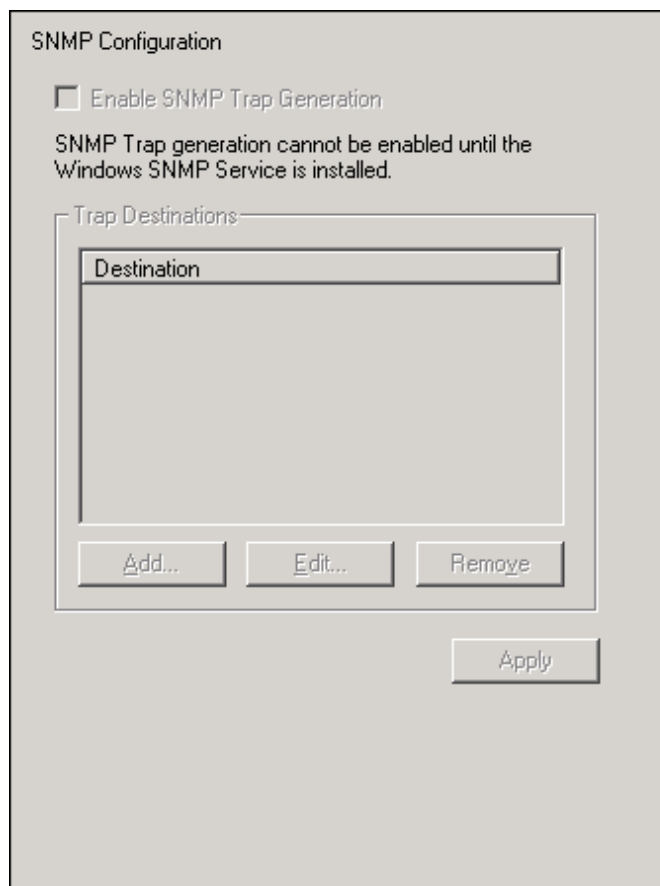 SNMP Configuration
Enable SNMP Trap Generation
SNMP Trap generation cannot be enabled until the
Windows SNMP Service is installed.
Trap Destinations
Destination
Add...
Edit...
Remove
Apply